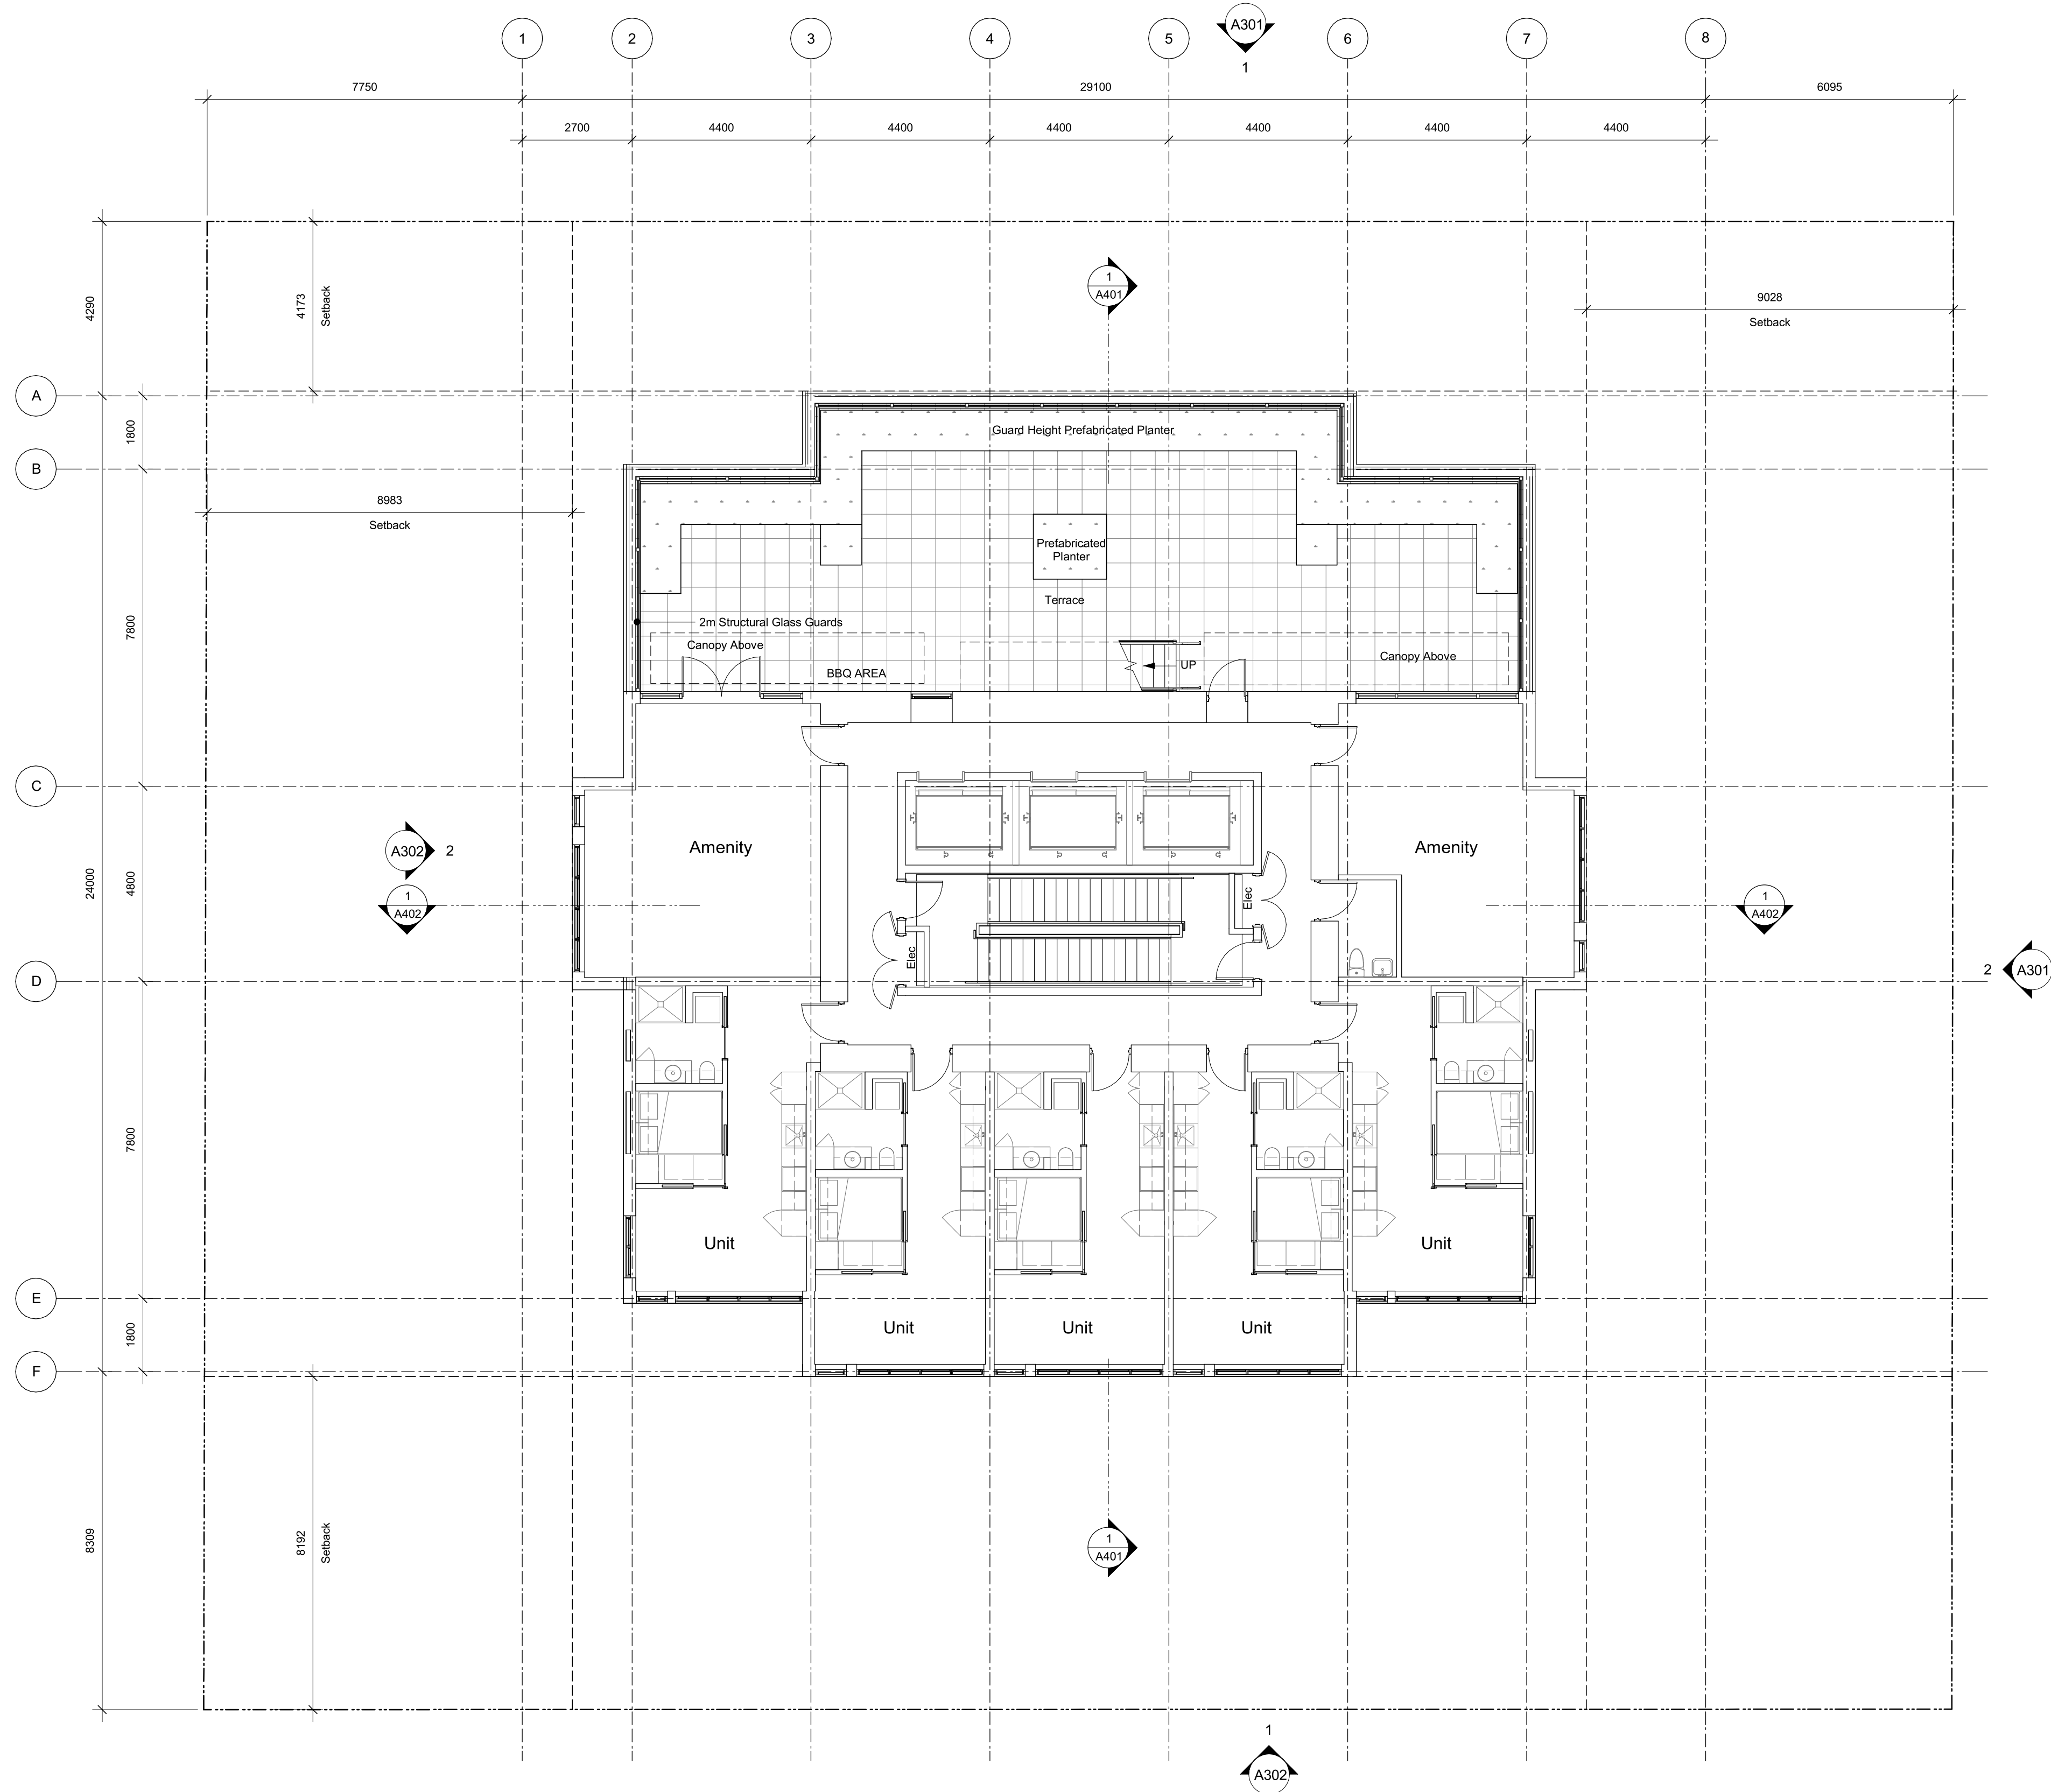 A301
1
1
2
3
4
5
6
7
8
7750
29100
6095
2700
4400
4400
4400
4400
4400
4400
4290
4173
Setback
1
A401
9028
Setback
A
1800
Guard Height Prefabricated Planter
B
8983
Setback
Prefabricated
Planter
Terrace
7800
2m Structural Glass Guards
Canopy Above
BBQ AREA
UP
Canopy Above
C
A302
2
Amenity
Amenity
24000
4800
1
A402
Elec
1
A402
Elec
D
2
A301
7800
Unit
Unit
E
Unit
Unit
Unit
1800
F
8309
8192
Setback
1
A401
1
A302